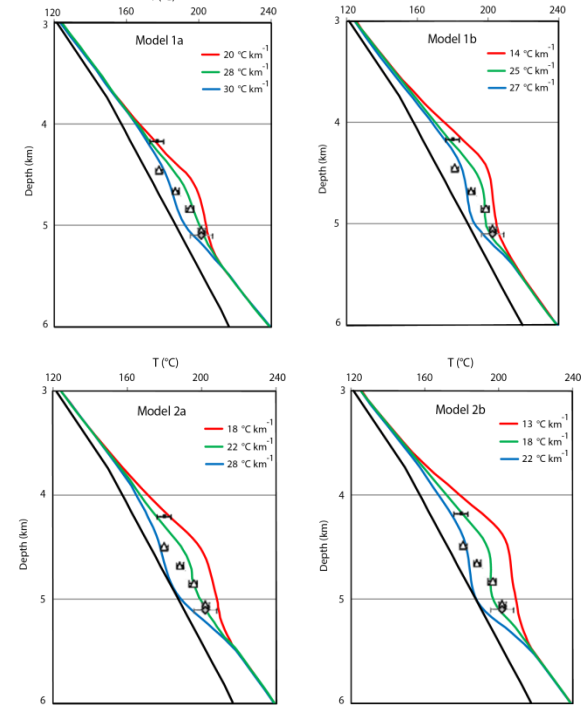 T (°C)
120 160 200 240
120 160 200 240
3
4
5
6
Depth (km)
Model 1a
20 °C km-1
28 °C km-1
30 °C km-1
3
4
5
6
Depth (km)
Model 1b
14 °C km-1
25 °C km-1
27 °C km-1
T (°C)
120 160 200 240
3
4
5
6
Depth (km)
Model 2a
18 °C km-1
22 °C km-1
28 °C km-1
T (°C)
120 160 200 240
3
4
5
6
Depth (km)
Model 2b
13 °C km-1
18 °C km-1
22 °C km-1